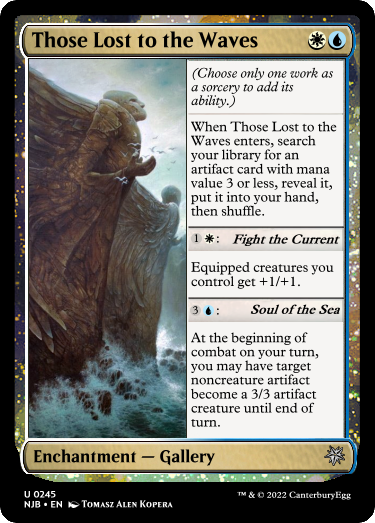 Those Lost to the Waves
(Choose only one work as
a sorcery to add its
ability.)
When Those Lost to the
Waves enters, search
your library for an
artifact card with mana
value 3 or less, reveal it,
put it into your hand,
then shuffle.
1 : Fight the Current
Equipped creatures you
control get +1/+1.
3 : Soul of the Sea
At the beginning of
combat on your turn,
you may have target
noncreature artifact
become a 3/3 artifact
creature until end of
turn.
Enchantment — Gallery
U 0245
NJB • EN Tomasz Alen Kopera
™ & © 2022 CanterburyEgg